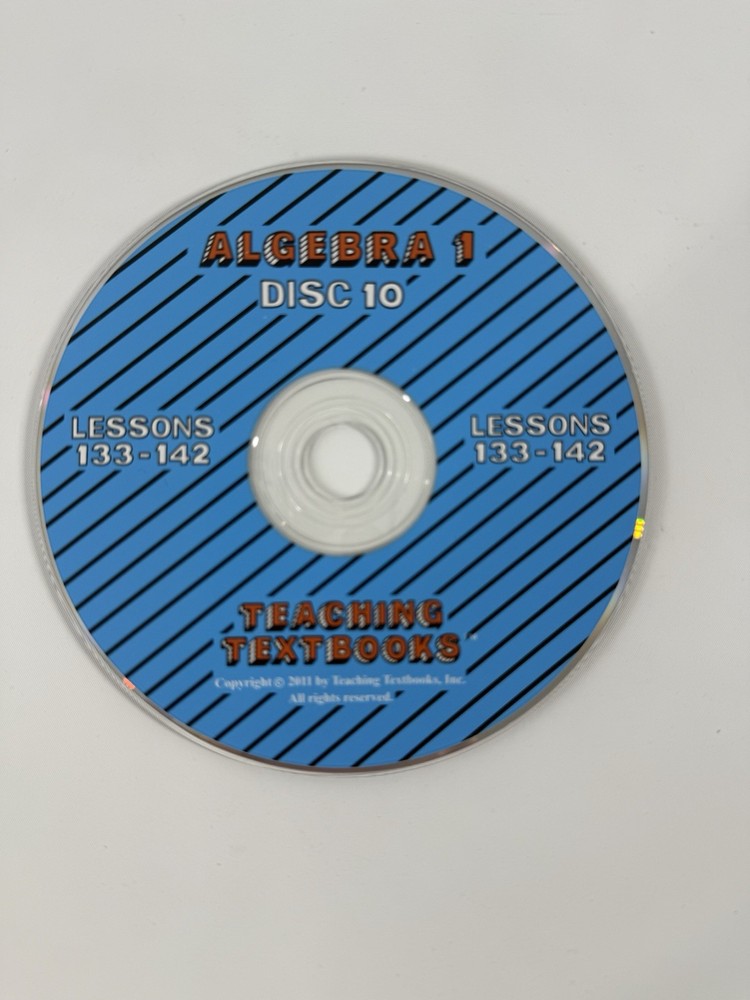 ALGEBRA 1
DISC 10
LESSONS
133-142
LESSONS
133-142
TEACHING
TEXTBOOKS™
Copyright © 2011 by Teaching Textbooks, Inc.
All rights reserved.